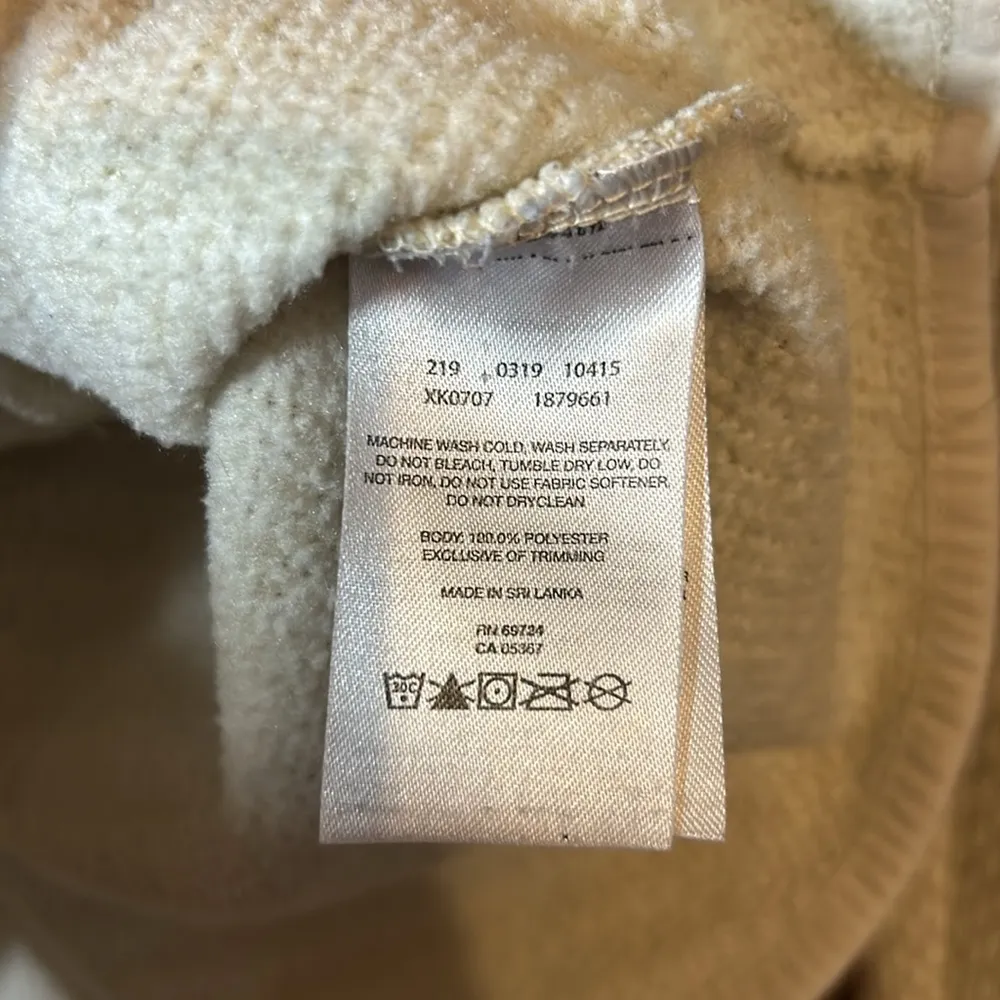 219 0319 10415
XK0707 1879661
MACHINE WASH COLD, WASH SEPARATELY,
DO NOT BLEACH, TUMBLE DRY LOW, DO
NOT IRON, DO NOT USE FABRIC SOFTENER,
DO NOT DRYCLEAN
BODY: 100.0% POLYESTER
EXCLUSIVE OF TRIMMING
MADE IN SRI LANKA
RN 69724
CA 05367
30C